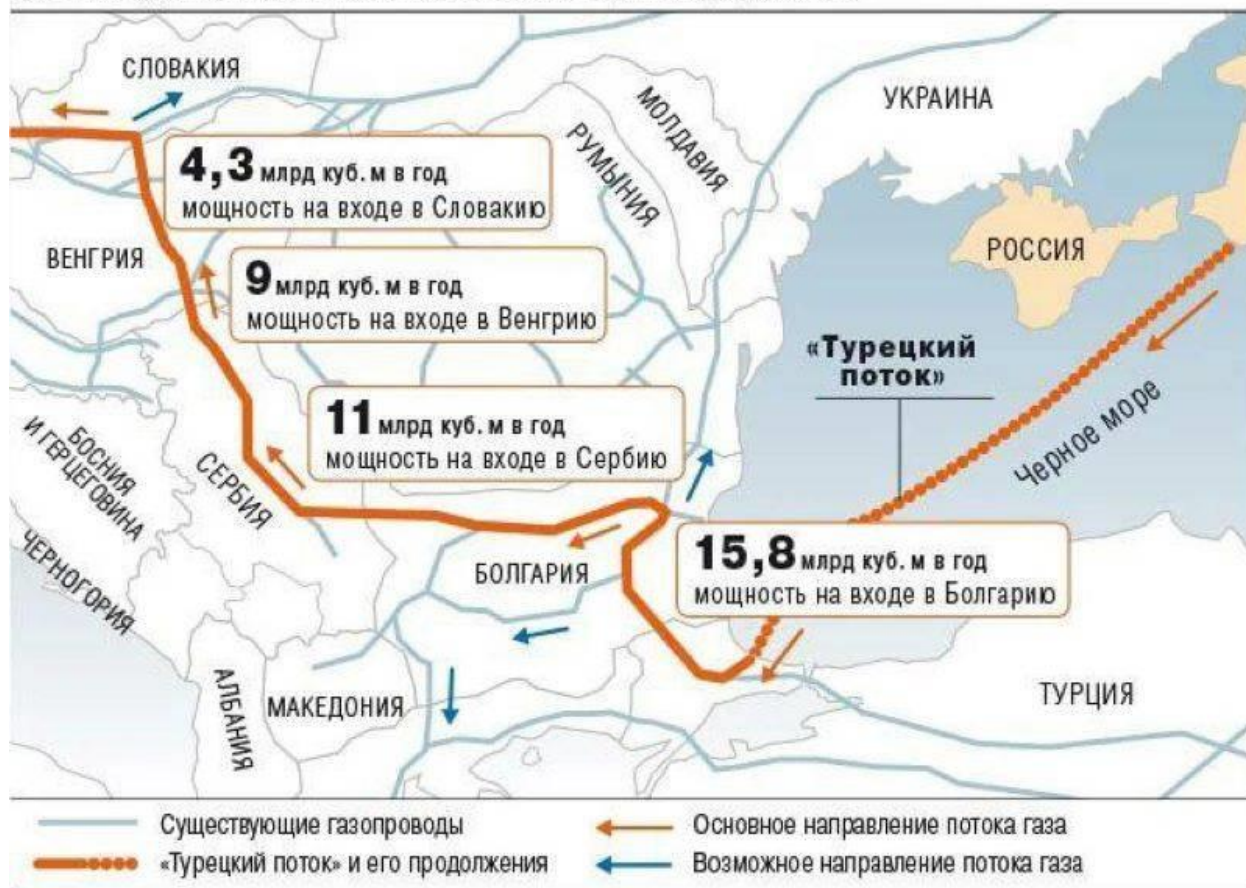 СЛОВАКИЯ
УКРАИНА
МОЛДАВИЯ
РУМЫНИЯ
4,3 млрд куб. м в год
мощность на входе в Словакию
ВЕНГРИЯ
РОССИЯ
9 млрд куб. м в год
мощность на входе в Венгрию
«Турецкий
поток»
Черное море
11 млрд куб. м в год
мощность на входе в Сербию
БОСНИЯ
И ГЕРЦЕГОВИНА
СЕРБИЯ
15,8 млрд куб. м в год
мощность на входе в Болгарию
БОЛГАРИЯ
ЧЕРНОГОРИЯ
АЛБАНИЯ
МАКЕДОНИЯ
ТУРЦИЯ
Существующие газопроводы
Основное направление потока газа
«Турецкий поток» и его продолжения
Возможное направление потока газа